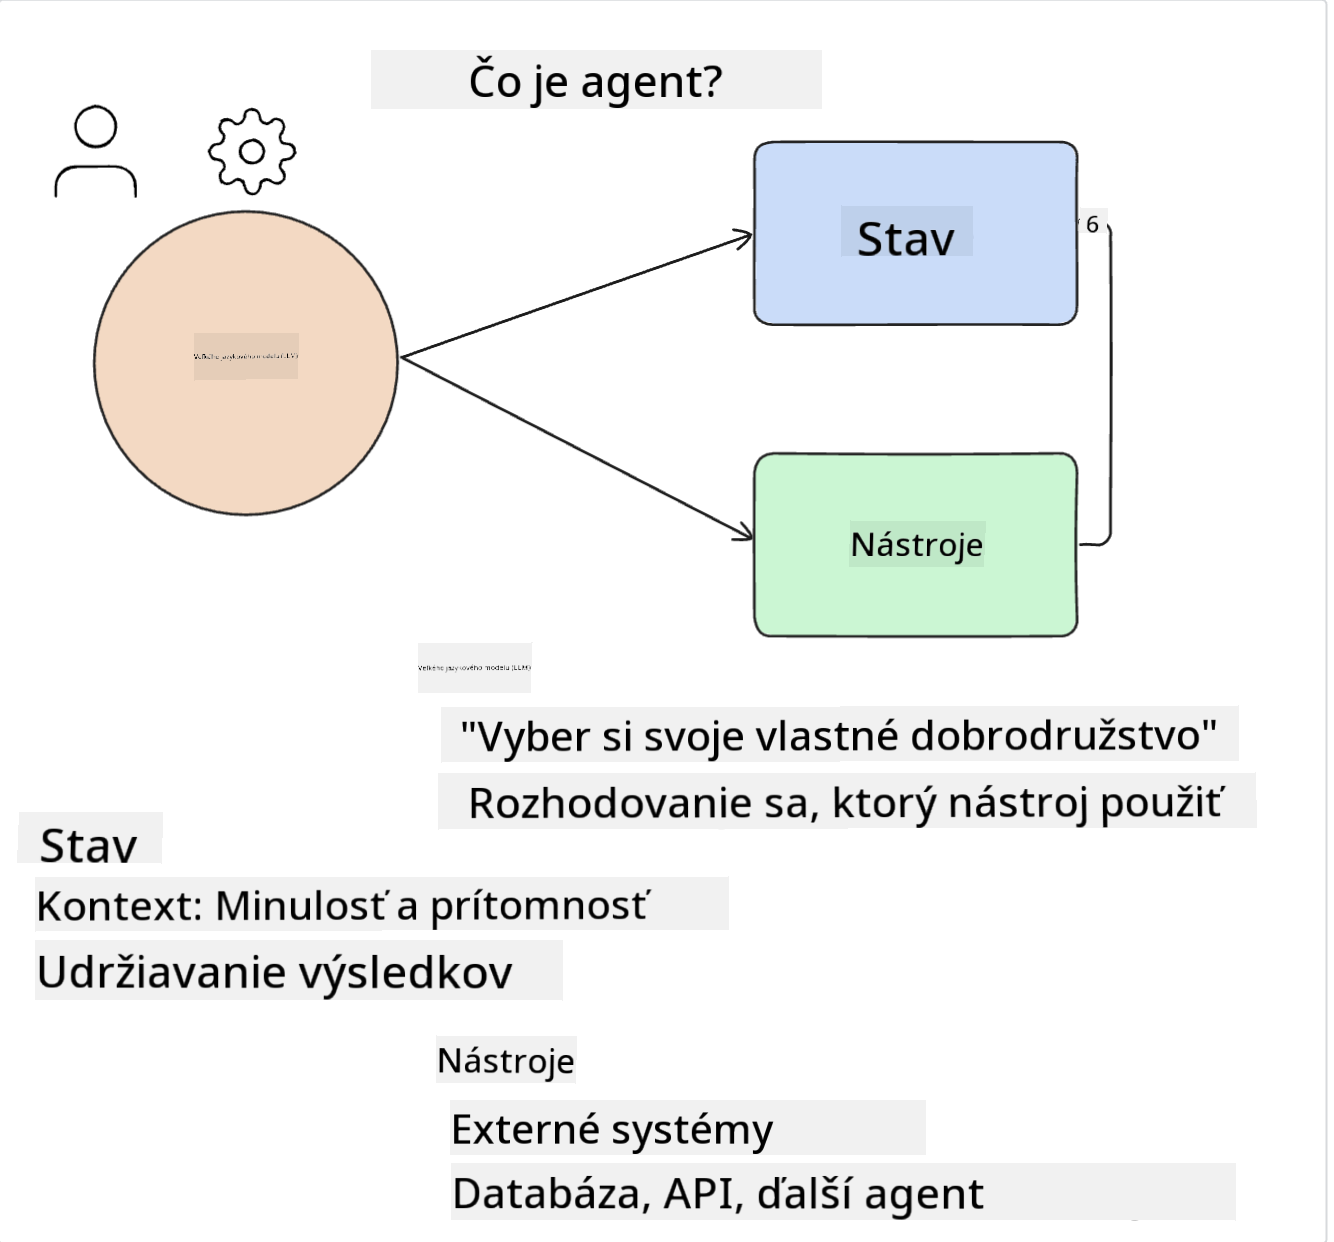 Čo je agent?
Stav
6
Veľkého jazykového modelu (LLM)
Nástroje
Veľkého jazykového modelu (LLM)
"Vyber si svoje vlastné dobrodružstvo"
Rozhodovanie sa, ktorý nástroj použiť
Stav
Kontext: Minulosť a prítomnosť
Udržiavanie výsledkov
Nástroje
Externé systémy
Databáza, API, ďalší agent